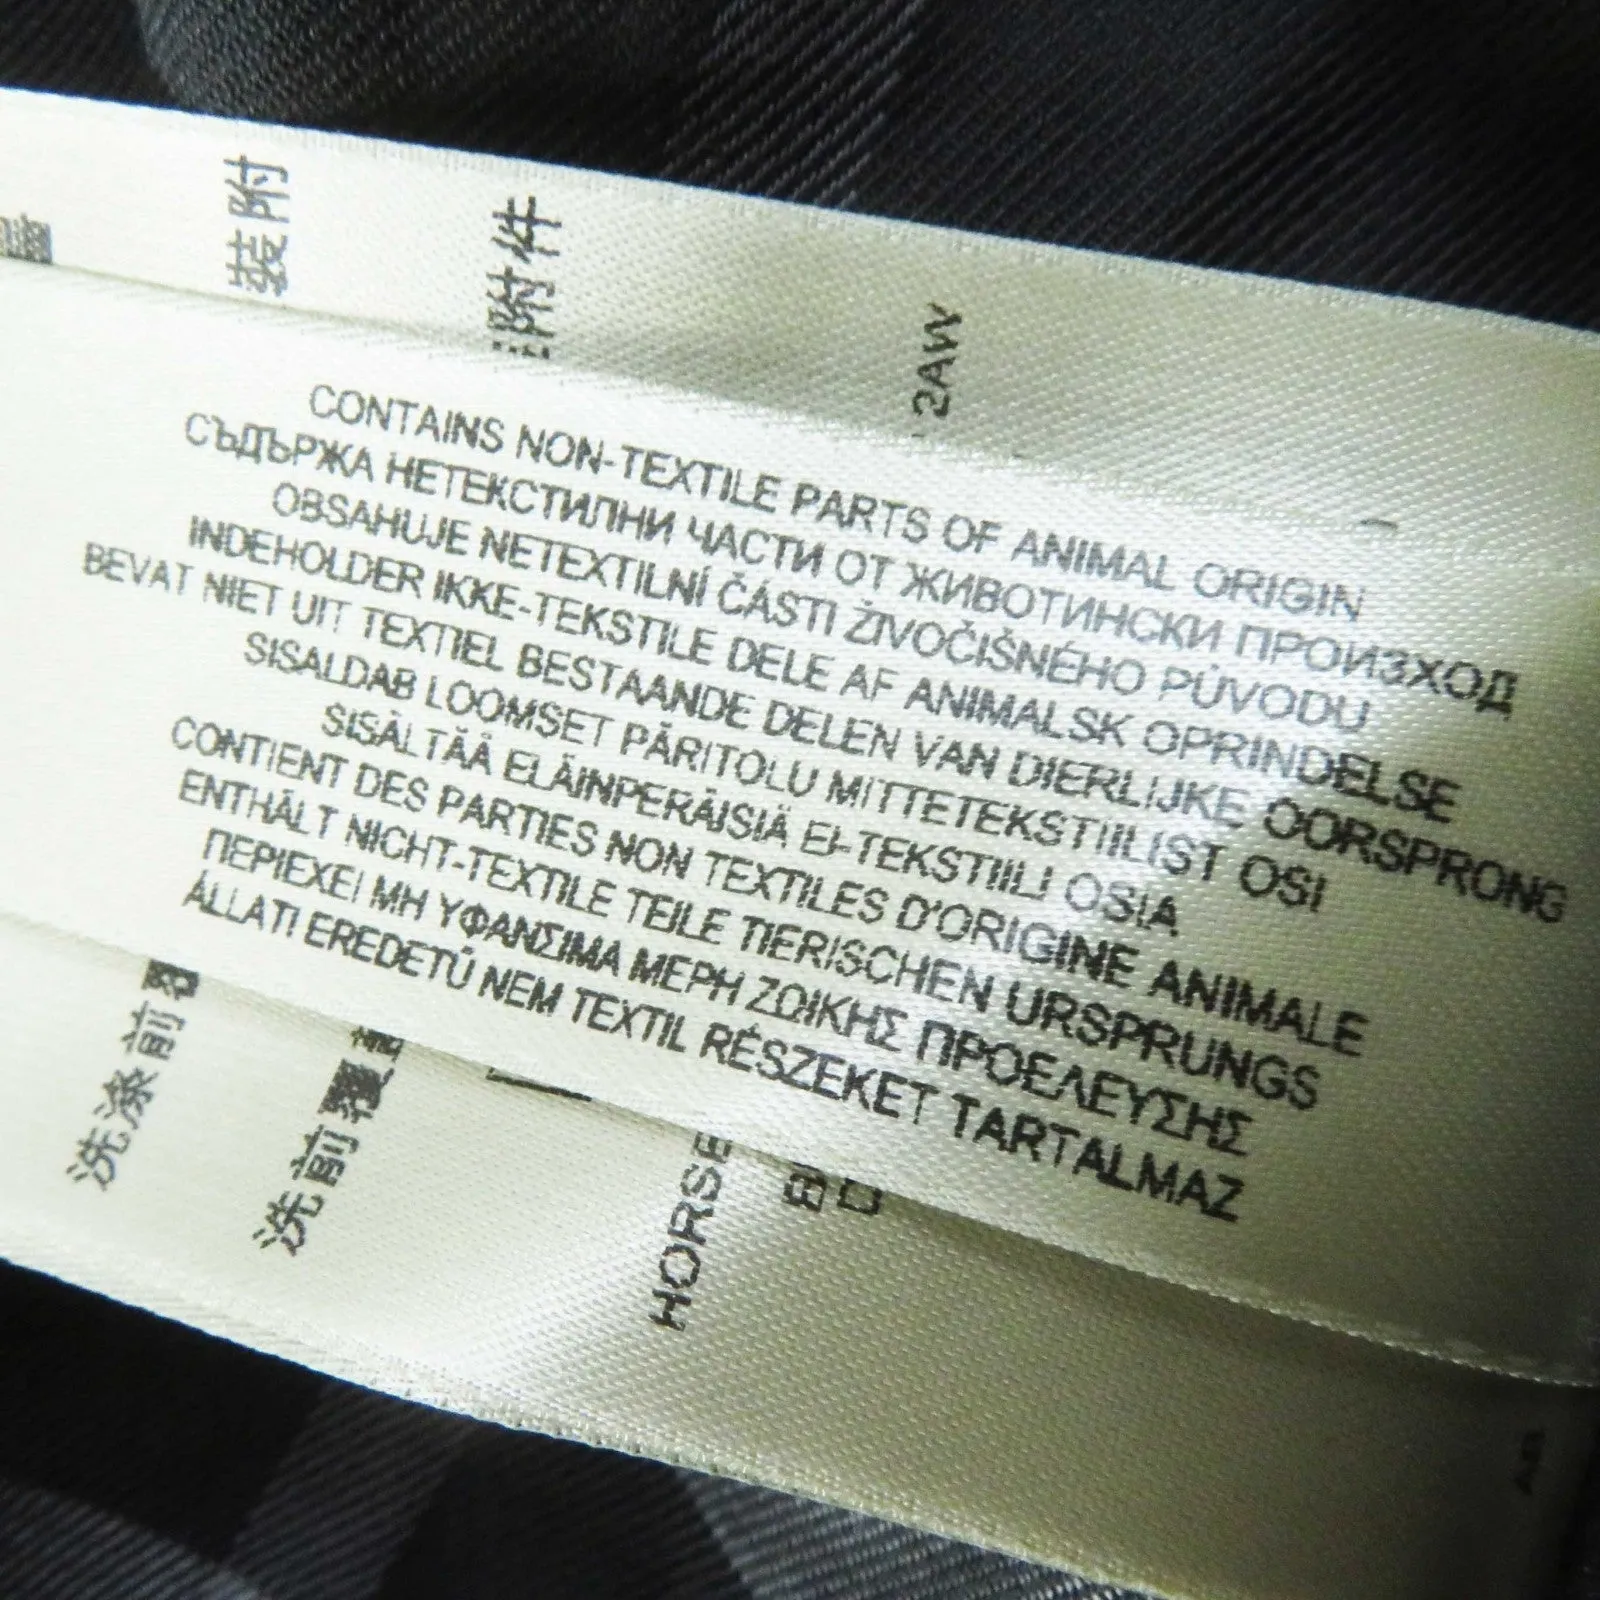 裝附
附件
2AW
CONTAINS NON-TEXTILE PARTS OF ANIMAL ORIGIN
СЪДЪРЖА НЕТЕКСТИЛНИ ЧАСТИ ОТ ЖИВОТИНСКИ ПРОИЗХОД
OBSAHUJE NETEXTILNÍ ČÁSTI ŽIVOČIŠNÉHO PŮVODU
INDEHOLDER IKKE-TEKSTILE DELE AF ANIMALSK OPRINDELSE
BEVAT NIET UIT TEXTIEL BESTAANDE DELEN VAN DIERLIJKE OORSPRONG
SISALDAB LOOMSET PÄRITOLU MITTETEKSTIILIST OSI
SISÄLTÄÄ ELÄINPERÄISIÄ EI-TEKSTIILI OSIA
CONTIENT DES PARTIES NON TEXTILES D'ORIGINE ANIMALE
ENTHÄLT NICHT-TEXTILE TEILE TIERISCHEN URSPRUNGS
ΠΕΡΙΕΧΕΙ ΜΗ ΥΦΑΝΣΙΜΑ ΜΕΡΗ ΖΩΙΚΗΣ ΠΡΟΕΛΕΥΣΗΣ
ÁLLATI EREDETŰ NEM TEXTIL RÉSZEKET TARTALMAZ
洗滌前
洗前覆
HORSE